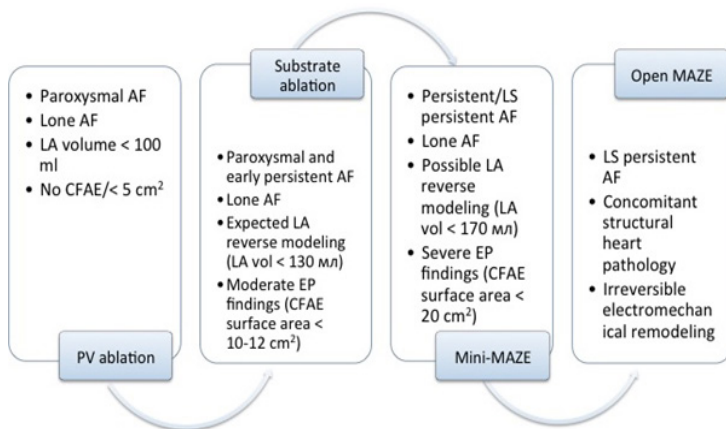 • Paroxysmal AF
• Lone AF
• LA volume < 100
ml
• No CFAE/< 5 cm²
PV ablation
Substrate
ablation
• Paroxysmal and
early persistent AF
• Lone AF
• Expected LA
reverse modeling
(LA vol < 130 мл)
• Moderate EP
findings (CFAE
surface area <
10-12 cm²)
• Persistent/LS
persistent AF
• Lone AF
• Possible LA
reverse
modeling (LA
vol < 170 мл)
• Severe EP
findings (CFAE
surface area <
20 cm²)
Mini-MAZE
Open MAZE
• LS persistent
AF
• Concomitant
structural
heart
pathology
• Irreversible
electromechan
ical remodeling